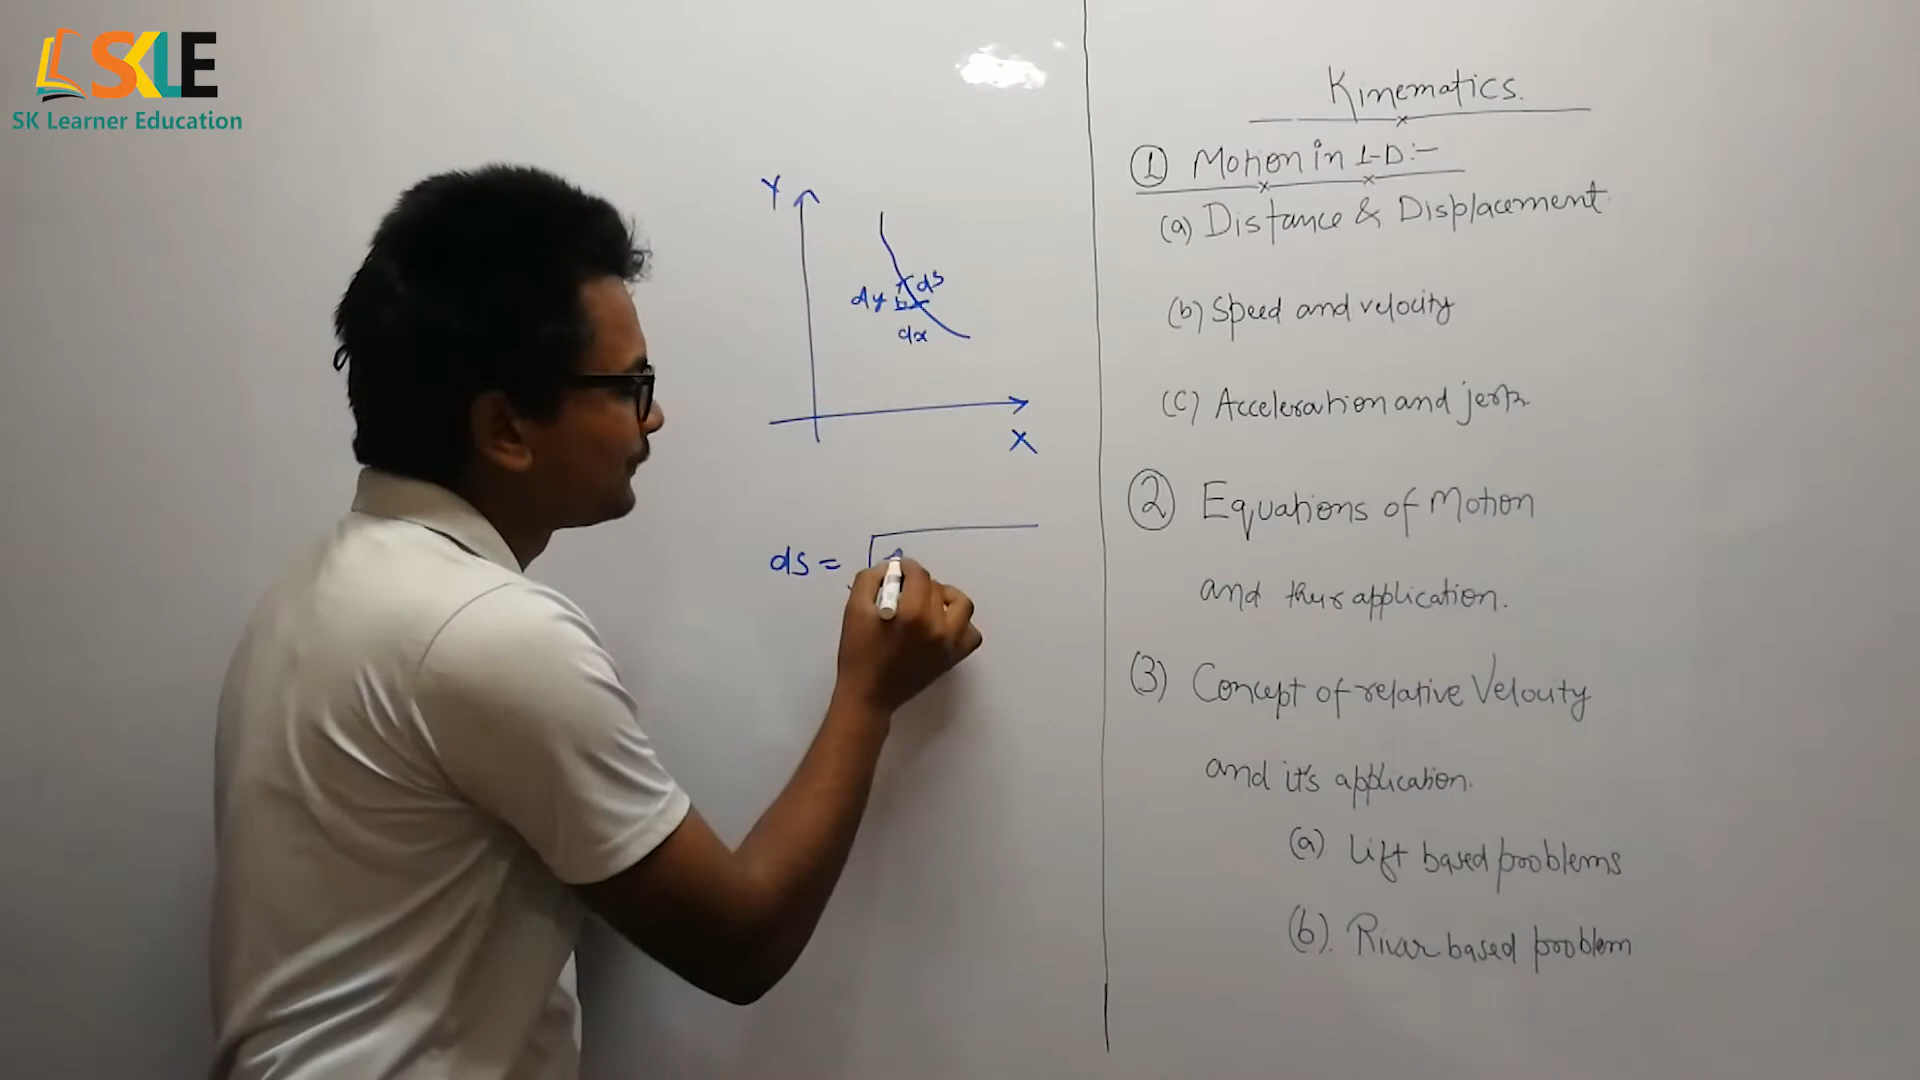 SKLE
SK Learner Education
Y
ds
dy
dx
X
ds =
Kinematics.
① Motion in 1-D:-
(a) Distance & Displacement
(b) Speed and velocity
(c) Acceleration and jerk
② Equations of Motion
and their application.
(3) Concept of relative Velocity
and it's application.
(a) Lift based problems
(b). River based problem